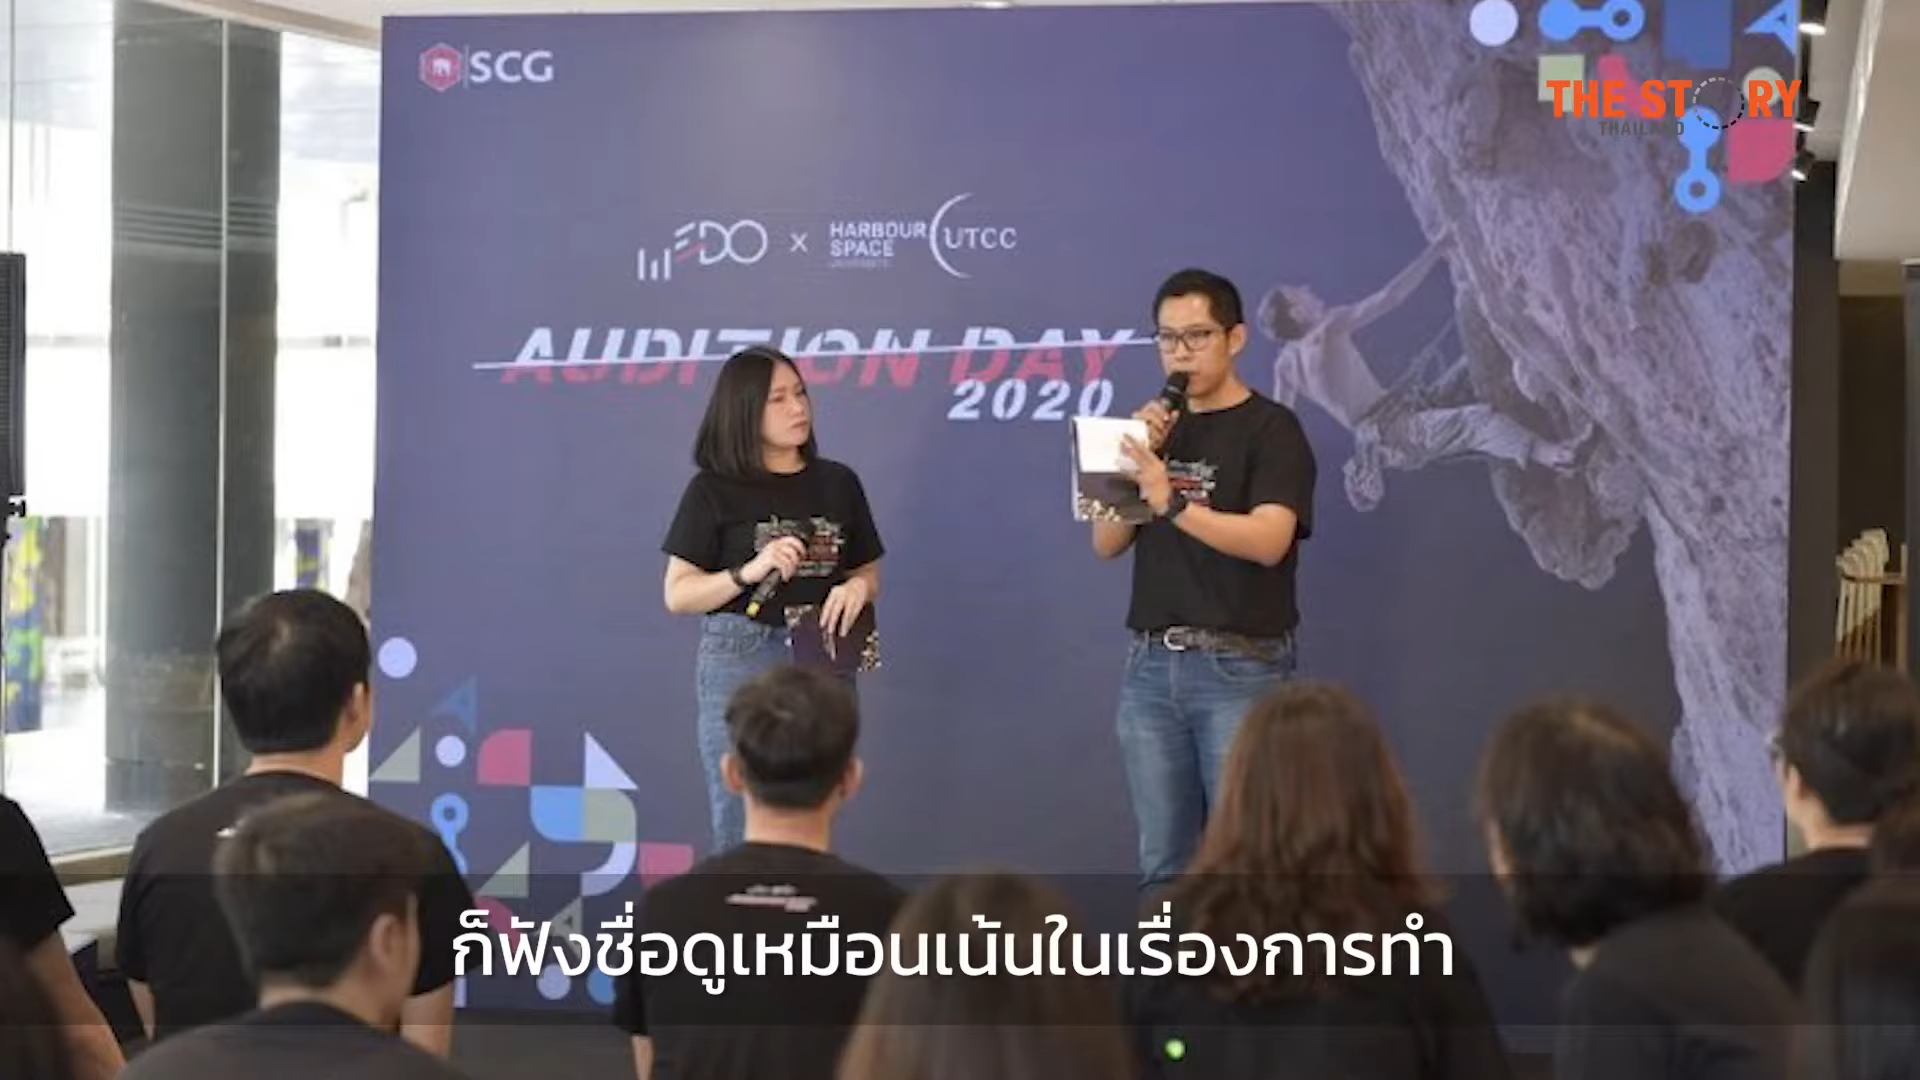 SCG
THE STORY
THAILAND
WEDO x HARBOUR SPACE UNIVERSITY UTCC
AUDITION DAY
2020
ก็ฟังชื่อดูเหมือนเน้นในเรื่องการทำ